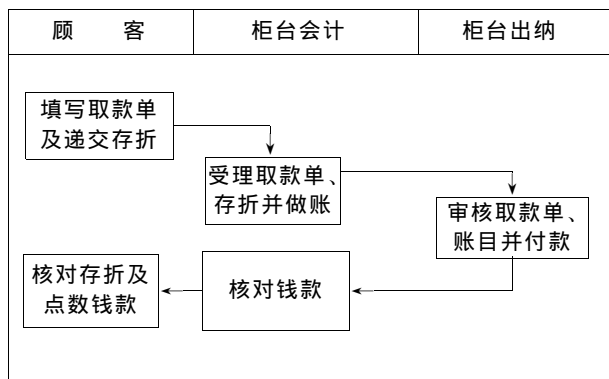 顾　客
柜台会计
柜台出纳
填写取款单
及递交存折
受理取款单、
存折并做账
审核取款单、
账目并付款
核对存折及
点数钱款
核对钱款